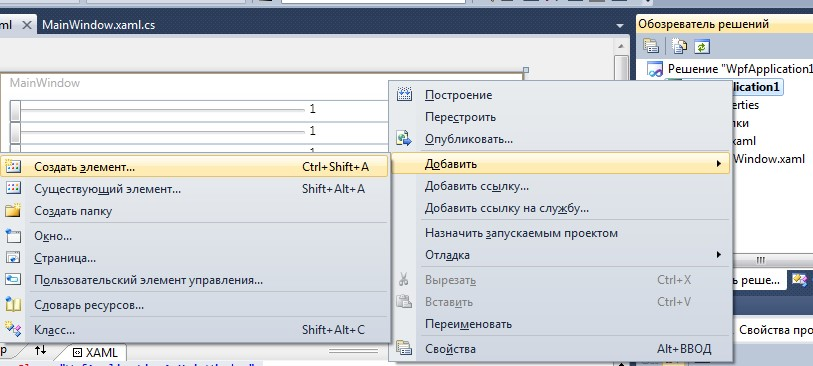 ml MainWindow.xaml.cs
Обозреватель решений
Решение "WpfApplication1
plication1
erties
лки
xaml
Window.xaml
MainWindow
1
1
1
Построение
Перестроить
Опубликовать...
Добавить
Добавить ссылку...
Добавить ссылку на службу...
Назначить запускаемым проектом
Отладка
Вырезать Ctrl+X
Вставить Ctrl+V
Переименовать
Свойства Alt+ВВОД
Создать элемент... Ctrl+Shift+A
Существующий элемент... Shift+Alt+A
Создать папку
Окно...
Страница...
Пользовательский элемент управления...
Словарь ресурсов...
Класс... Shift+Alt+C
р XAML
ь реше...
Свойства про